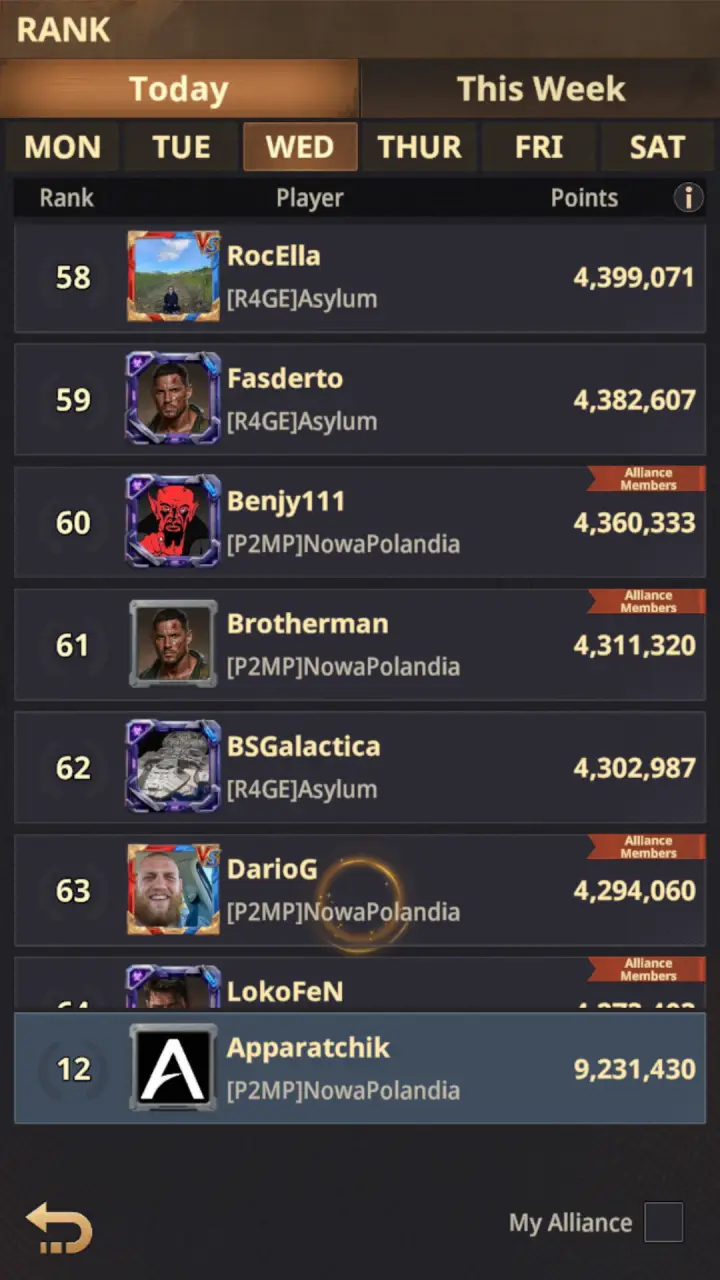 RANK
Today
This Week
MON
TUE
WED
THUR
FRI
SAT
Rank
Player
Points
58
RocElla
[R4GE]Asylum
4,399,071
59
Fasderto
[R4GE]Asylum
4,382,607
60
Benjy111
[P2MP]NowaPolandia
Alliance
Members
4,360,333
61
Brotherman
[P2MP]NowaPolandia
Alliance
Members
4,311,320
62
BSGalactica
[R4GE]Asylum
4,302,987
63
DarioG
[P2MP]NowaPolandia
Alliance
Members
4,294,060
LokoFeN
Alliance
Members
12
Apparatchik
[P2MP]NowaPolandia
9,231,430
My Alliance